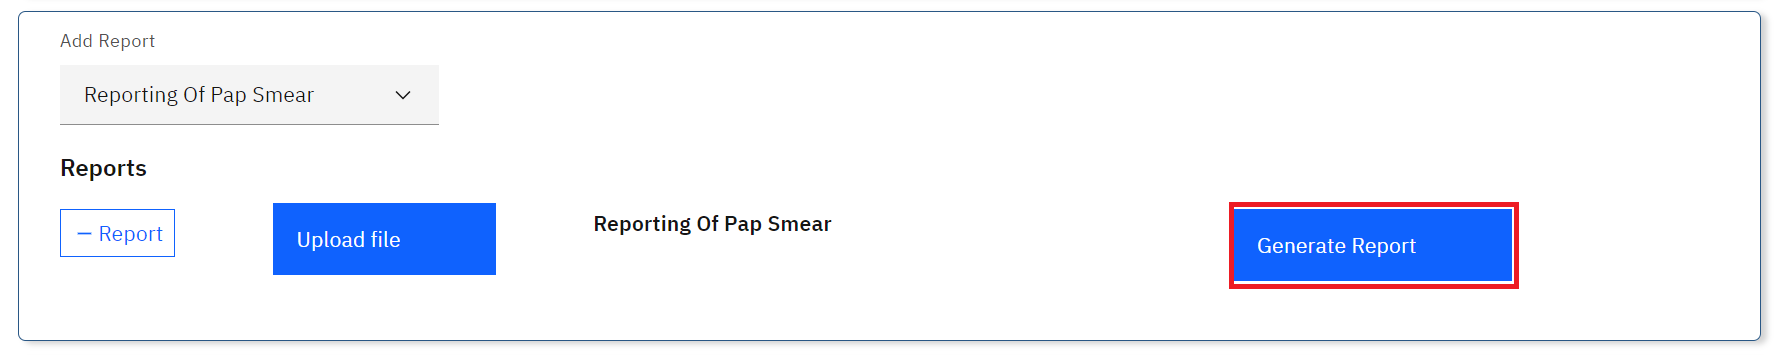 Add Report
Reporting Of Pap Smear
Reports
— Report
Upload file
Reporting Of Pap Smear
Generate Report